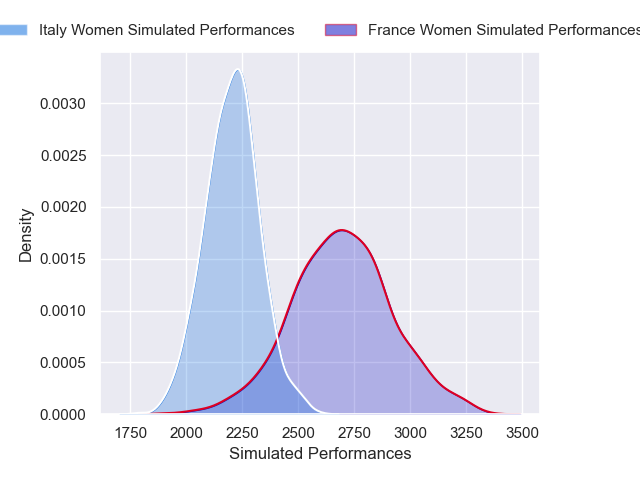 Italy Women Simulated Performances France Women Simulated Performances
0.0030
0.0025
0.0020
0.0015
0.0010
0.0005
0.0000
Density
1750 2000 2250 2500 2750 3000 3250 3500
Simulated Performances